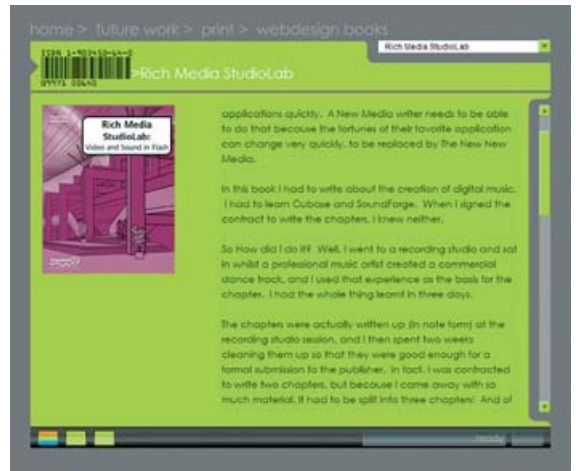 home > future work > print > webdesign books
Rich Media StudioLab
ISBN 1-903450-64-0
>Rich Media StudioLab
Rich Media
StudioLab:
Video and Sound in Flash
applications quickly. A New Media writer needs to be able
to do that because the fortunes of their favorite application
can change very quickly, to be replaced by The New New
Media.
In this book I had to write about the creation of digital music.
I had to learn Cubase and SoundForge. When I signed the
contract to write the chapters, I knew neither.
So How did I do it? Well, I went to a recording studio and sat
in whilst a professional music artist created a commercial
dance track, and I used that experience as the basis for the
chapter. I had the whole thing learnt in three days.
The chapters were actually written up (in note form) at the
recording studio session, and I then spent two weeks
cleaning them up so that they were good enough for a
formal submission to the publisher. In fact, I was contracted
to write two chapters, but because I came away with so
much material, it had to be split into three chapters! And of
ready